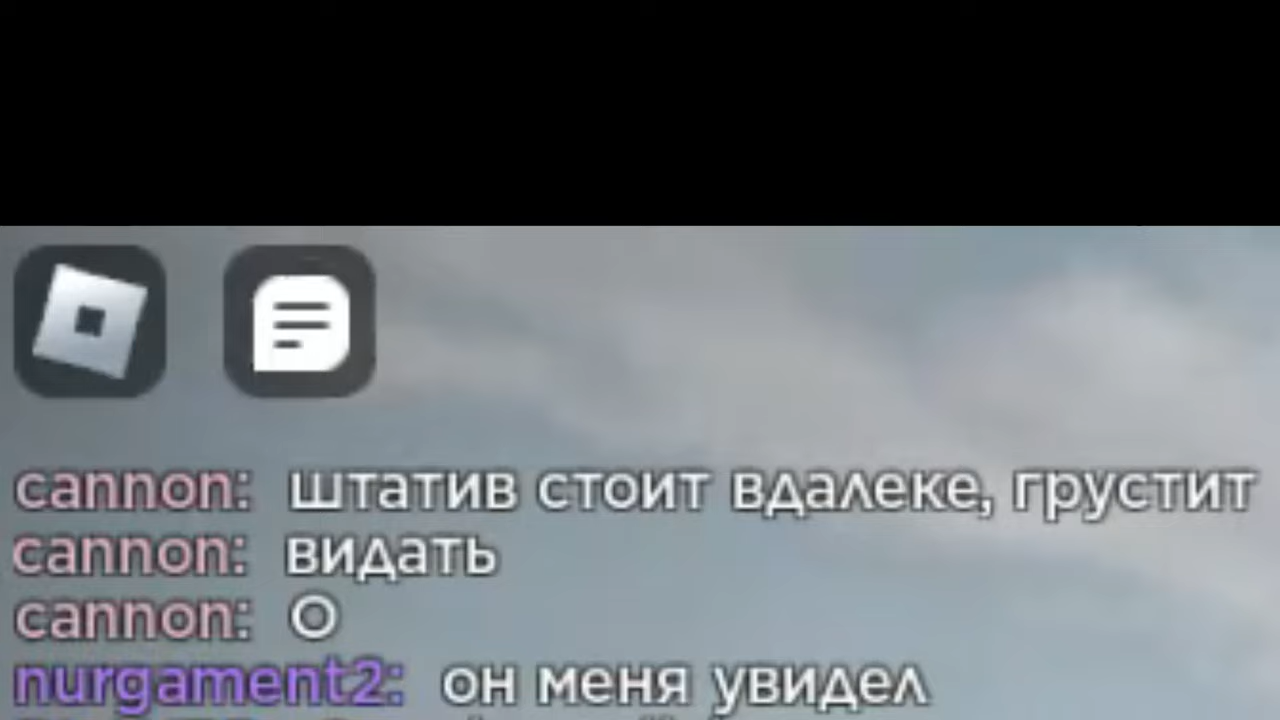 cannon: штатив стоит вдалеке, грустит
cannon: видать
cannon: О
nurgament2: он меня увидел